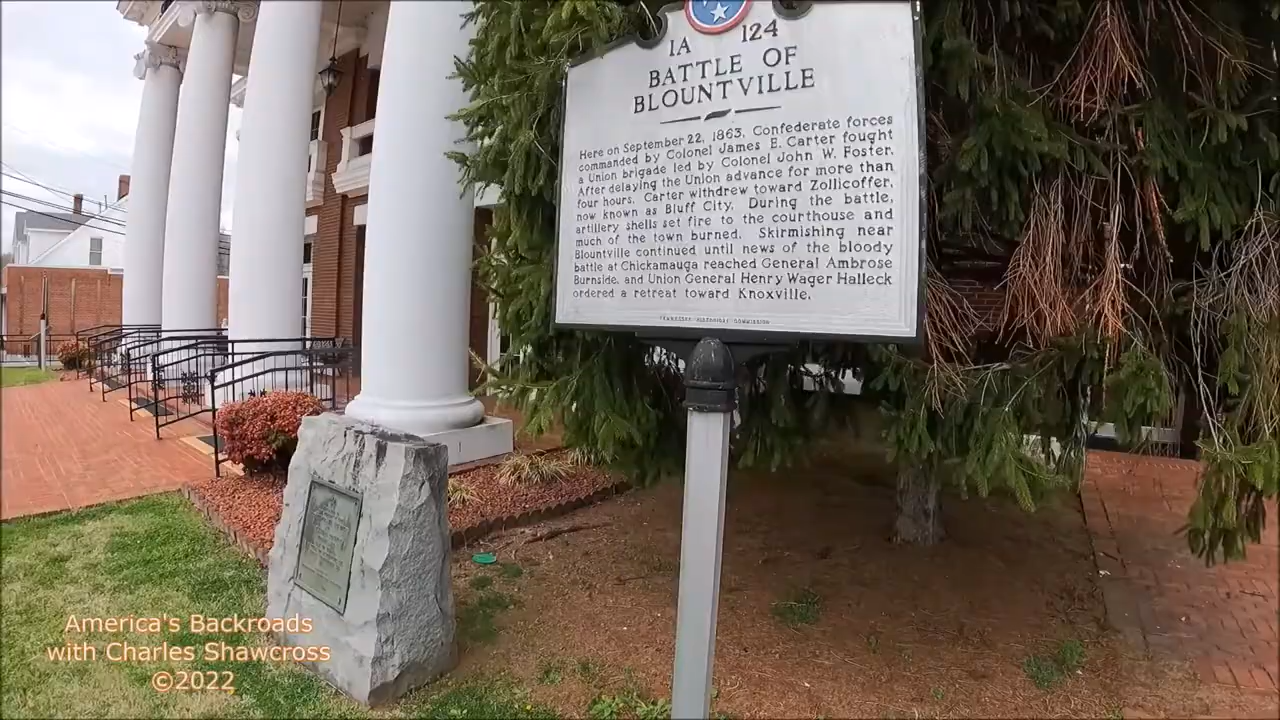 1A 124
BATTLE OF
BLOUNTVILLE
Here on September 22, 1863, Confederate forces
commanded by Colonel James E. Carter fought
a Union brigade led by Colonel John W. Foster.
After delaying the Union advance for more than
four hours, Carter withdrew toward Zollicoffer,
now known as Bluff City. During the battle,
artillery shells set fire to the courthouse and
much of the town burned. Skirmishing near
Blountville continued until news of the bloody
battle at Chickamauga reached General Ambrose
Burnside, and Union General Henry Wager Halleck
ordered a retreat toward Knoxville.
TENNESSEE HISTORICAL COMMISSION
America's Backroads
with Charles Shawcross
©2022